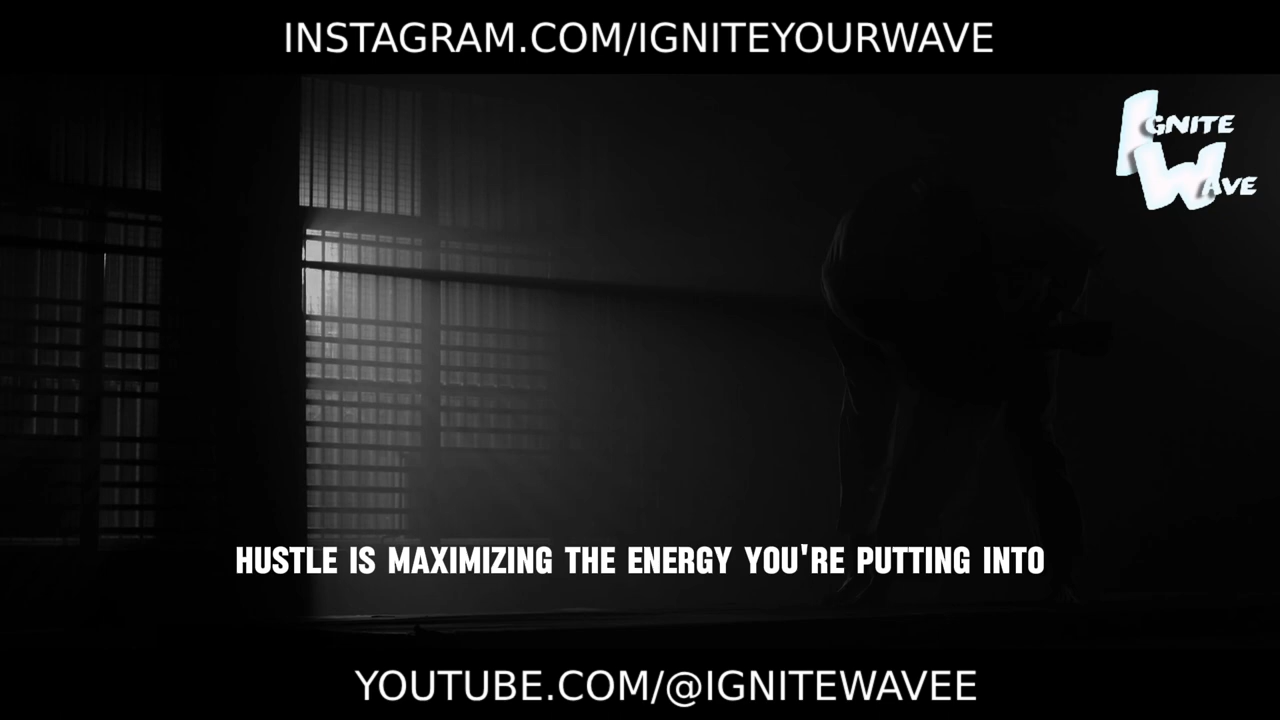 INSTAGRAM.COM/IGNITEYOURWAVE
IGNITE
WAVE
HUSTLE IS MAXIMIZING THE ENERGY YOU'RE PUTTING INTO
YOUTUBE.COM/@IGNITEWAVEE